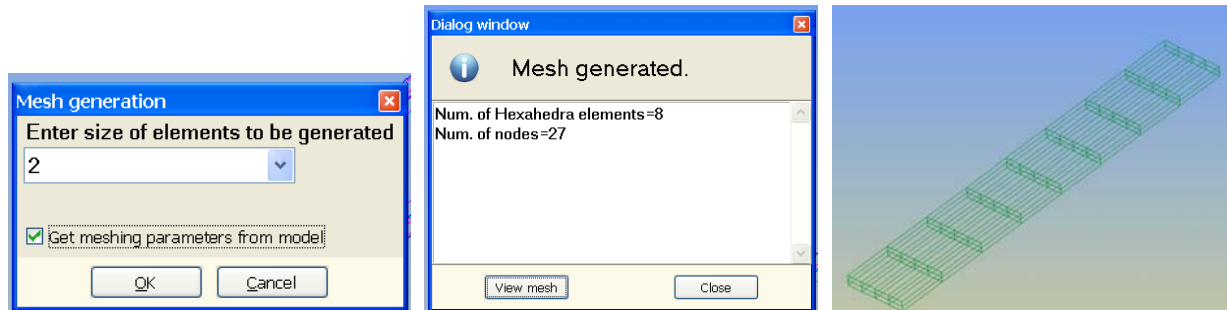 Mesh generation
Enter size of elements to be generated
2
Get meshing parameters from model
OK
Cancel
Dialog window
Mesh generated.
Num. of Hexahedra elements=8
Num. of nodes=27
View mesh
Close